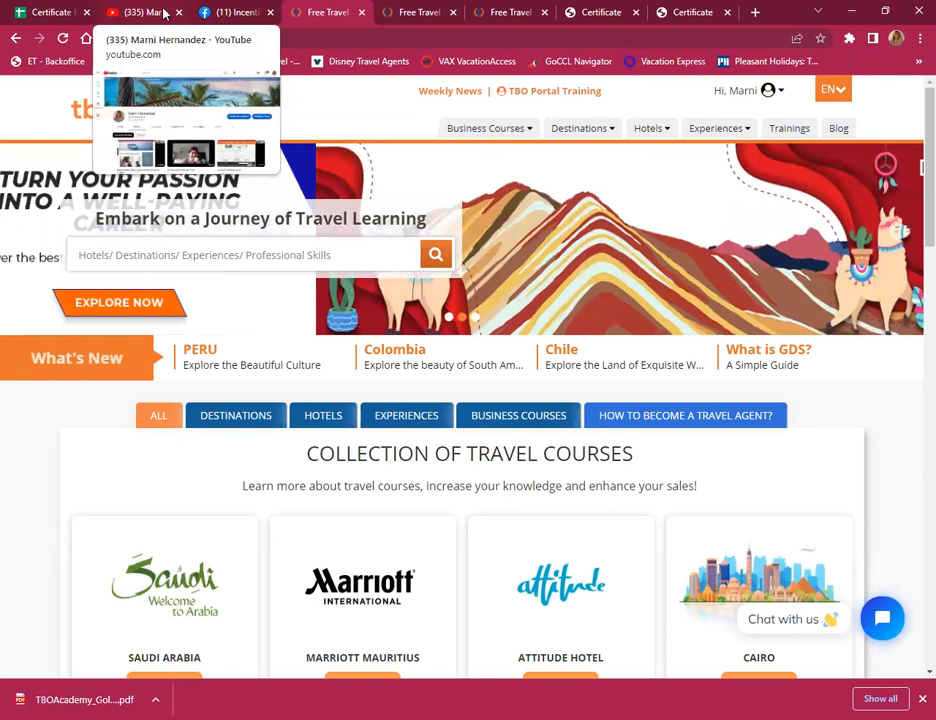 Certificate
(335) Mar
(11) Incenti
Free Travel
Free Travel
Free Travel
Certificate
Certificate
(335) Marni Hernandez - YouTube
youtube.com
ET - Backoffice
Disney Travel Agents
VAX VacationAccess
GoCCL Navigator
Vacation Express
Pleasant Holidays: T...
»
tb
Weekly News | TBO Portal Training
Hi, Marni
EN
Business Courses
Destinations
Hotels
Experiences
Trainings
Blog
TURN YOUR PASSION
INTO A WELL-PAYING
CAREER
ver the bes
Embark on a Journey of Travel Learning
Hotels/ Destinations/ Experiences/ Professional Skills
EXPLORE NOW
What's New
PERU
Explore the Beautiful Culture
Colombia
Explore the beauty of South Am...
Chile
Explore the Land of Exquisite W...
What is GDS?
A Simple Guide
ALL
DESTINATIONS
HOTELS
EXPERIENCES
BUSINESS COURSES
HOW TO BECOME A TRAVEL AGENT?
COLLECTION OF TRAVEL COURSES
Learn more about travel courses, increase your knowledge and enhance your sales!
Saudi
Welcome
to Arabia
SAUDI ARABIA
Marriott
INTERNATIONAL
MARRIOTT MAURITIUS
attitude
ATTITUDE HOTEL
CAIRO
Chat with us
TBOAcademy_Gol....pdf
Show all